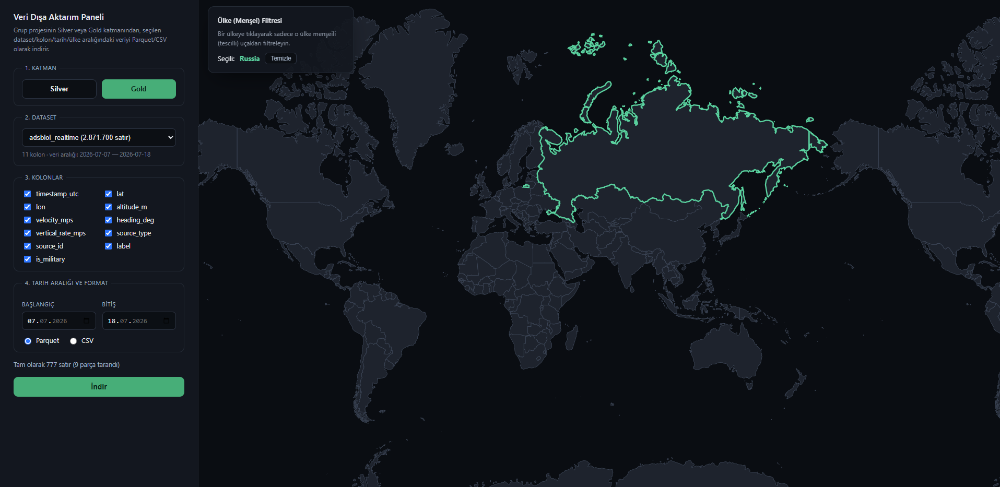 Veri Dışa Aktarım Paneli
Grup projesinin Silver veya Gold katmanından, seçilen
dataset/kolon/tarih/ülke aralığındaki veriyi Parquet/CSV
olarak indirir.
1. KATMAN
Silver
Gold
2. DATASET
adsblol_realtime (2.871.700 satır)
11 kolon · veri aralığı: 2026-07-07 — 2026-07-18
3. KOLONLAR
timestamp_utc
lat
lon
altitude_m
velocity_mps
heading_deg
vertical_rate_mps
source_type
source_id
label
is_military
4. TARİH ARALIĞI VE FORMAT
BAŞLANGIÇ
BİTİŞ
07.07.2026
18.07.2026
Parquet
CSV
Tam olarak 777 satır (9 parça tarandı)
İndir
Ülke (Menşei) Filtresi
Bir ülkeye tıklayarak sadece o ülke menşeili
(tescilli) uçakları filtreleyin.
Seçili: Russia Temizle